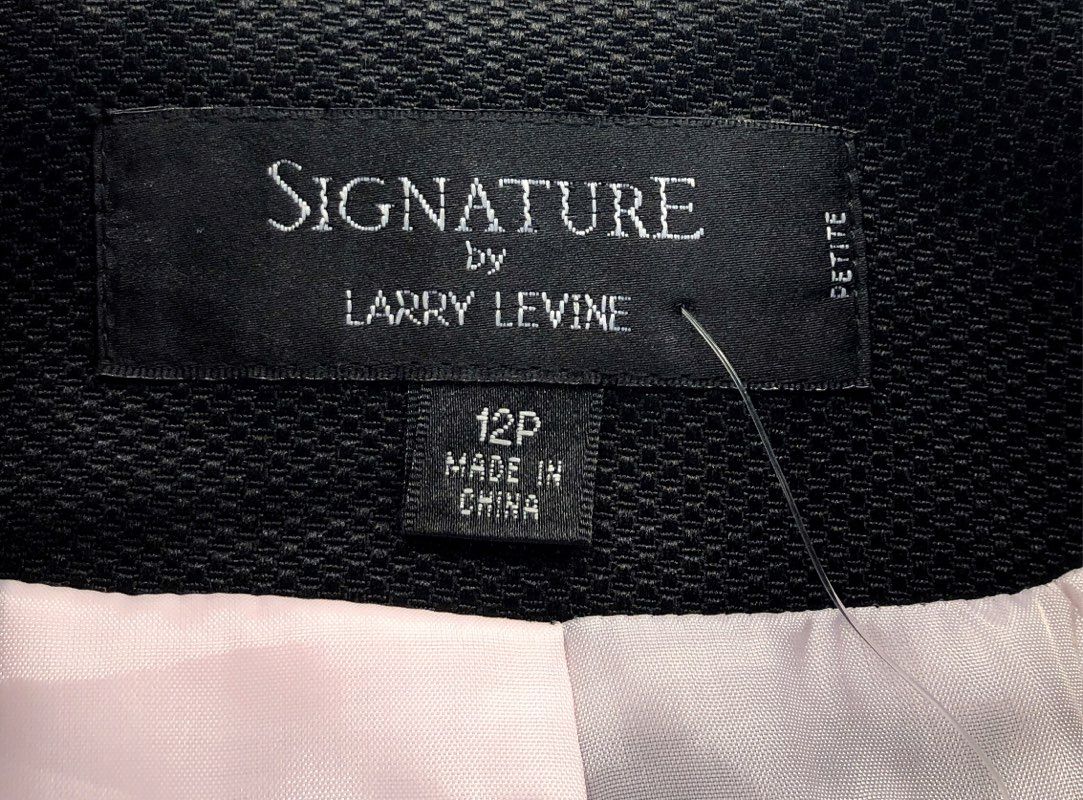 SIGNATURE
by
LARRY LEVINE
PETITE
12P
MADE IN
CHINA